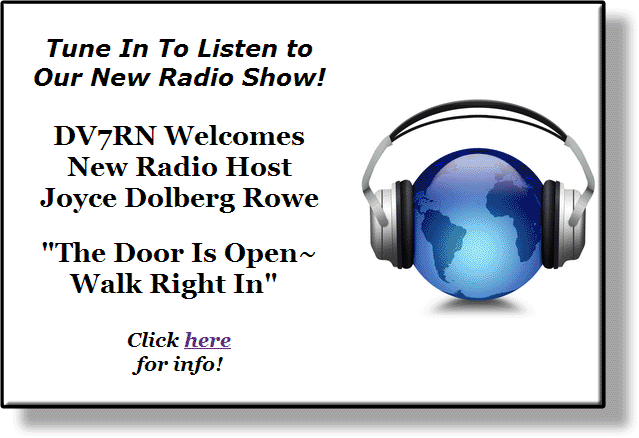 Tune In To Listen to
Our New Radio Show!
DV7RN Welcomes
New Radio Host
Joyce Dolberg Rowe
"The Door Is Open~
Walk Right In"
Click here
for info!